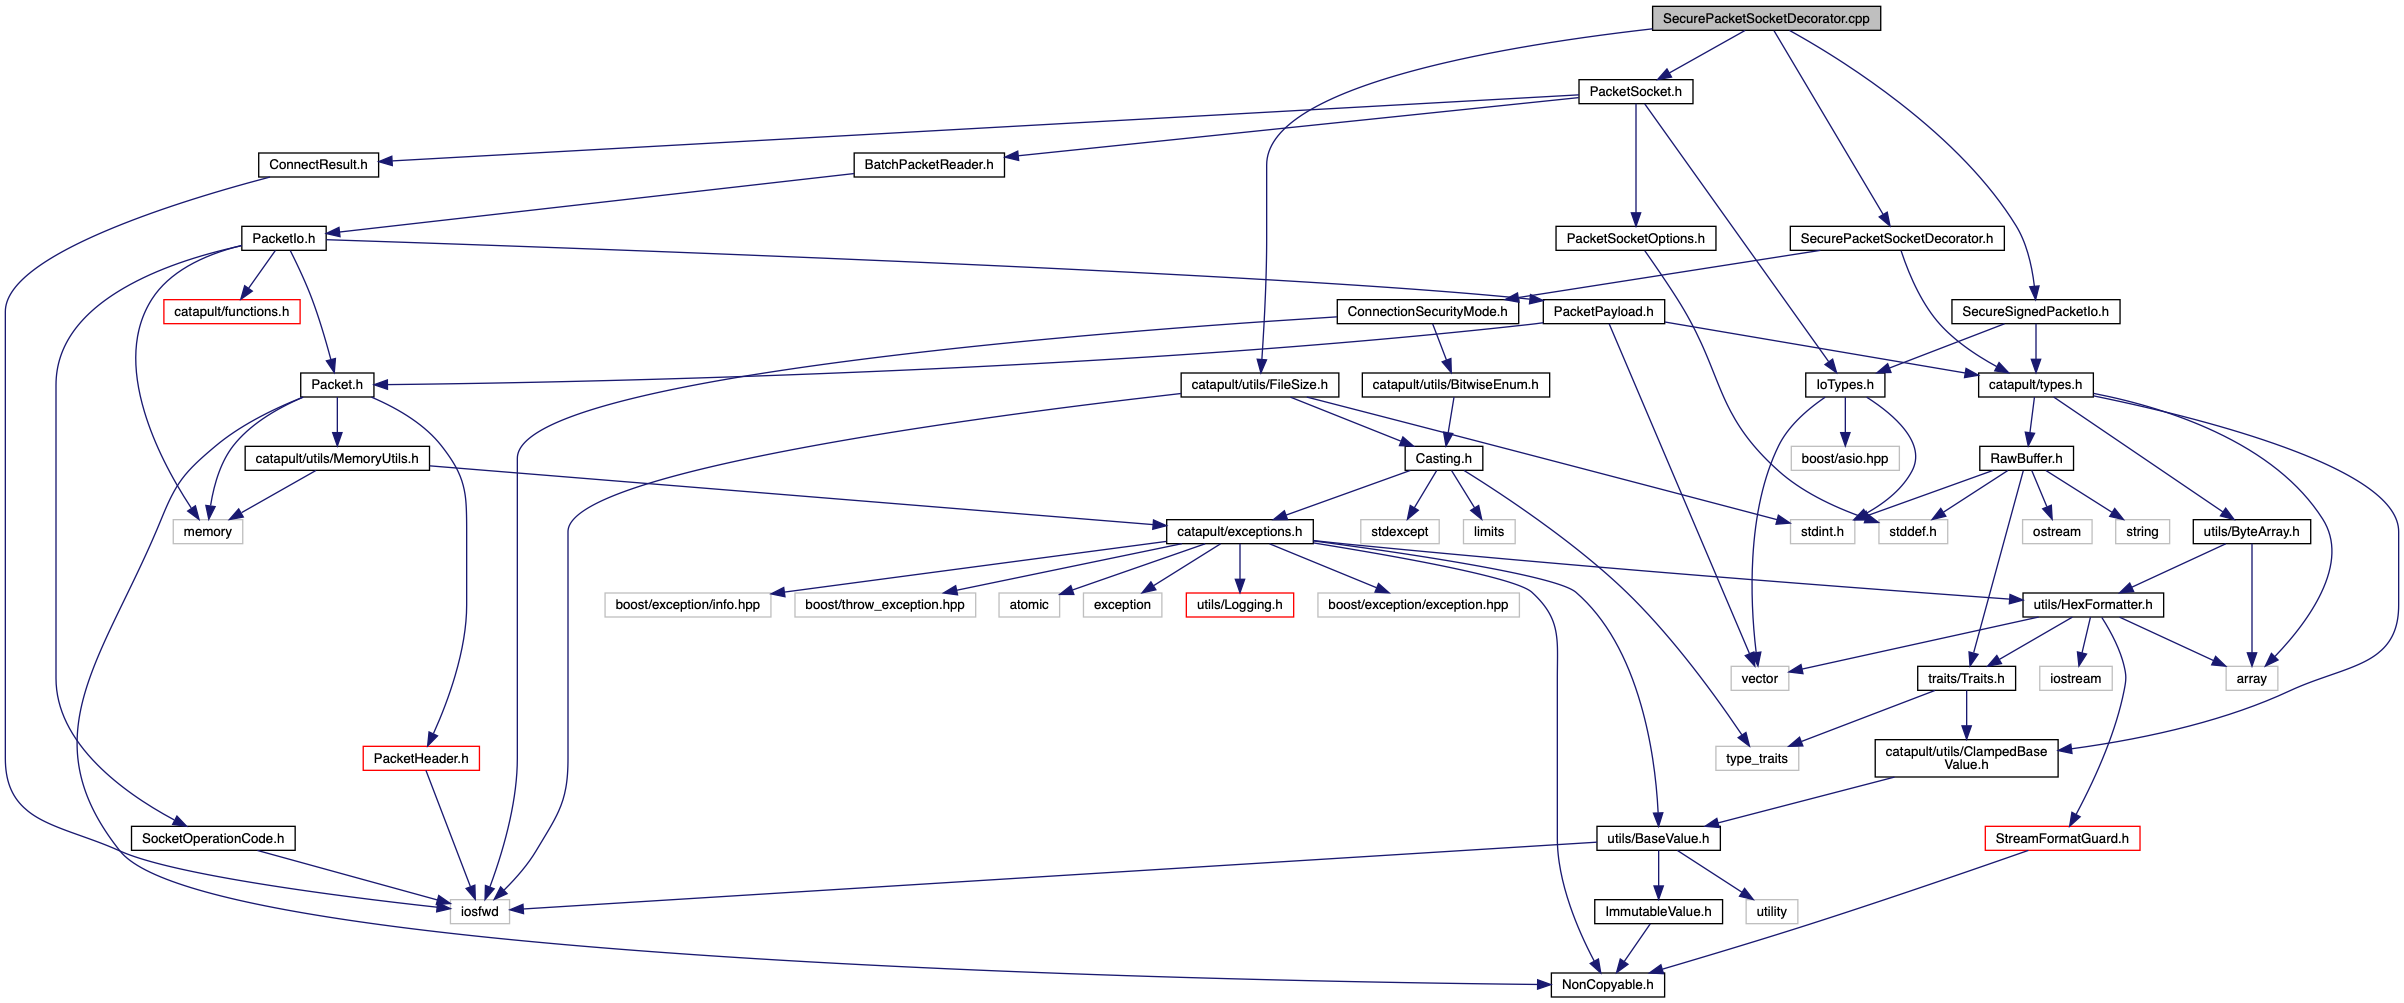 SecurePacketSocketDecorator.cpp
PacketSocket.h
ConnectResult.h
BatchPacketReader.h
PacketIo.h
PacketSocketOptions.h
SecurePacketSocketDecorator.h
catapult/functions.h
ConnectionSecurityMode.h
PacketPayload.h
SecureSignedPacketIo.h
Packet.h
catapult/utils/FileSize.h
catapult/utils/BitwiseEnum.h
IoTypes.h
catapult/types.h
catapult/utils/MemoryUtils.h
Casting.h
boost/asio.hpp
RawBuffer.h
memory
catapult/exceptions.h
stdexcept
limits
stdint.h
stddef.h
ostream
string
utils/ByteArray.h
boost/exception/info.hpp
boost/throw_exception.hpp
atomic
exception
utils/Logging.h
boost/exception/exception.hpp
utils/HexFormatter.h
vector
traits/Traits.h
iostream
array
PacketHeader.h
type_traits
catapult/utils/ClampedBase
Value.h
SocketOperationCode.h
utils/BaseValue.h
StreamFormatGuard.h
iosfwd
ImmutableValue.h
utility
NonCopyable.h